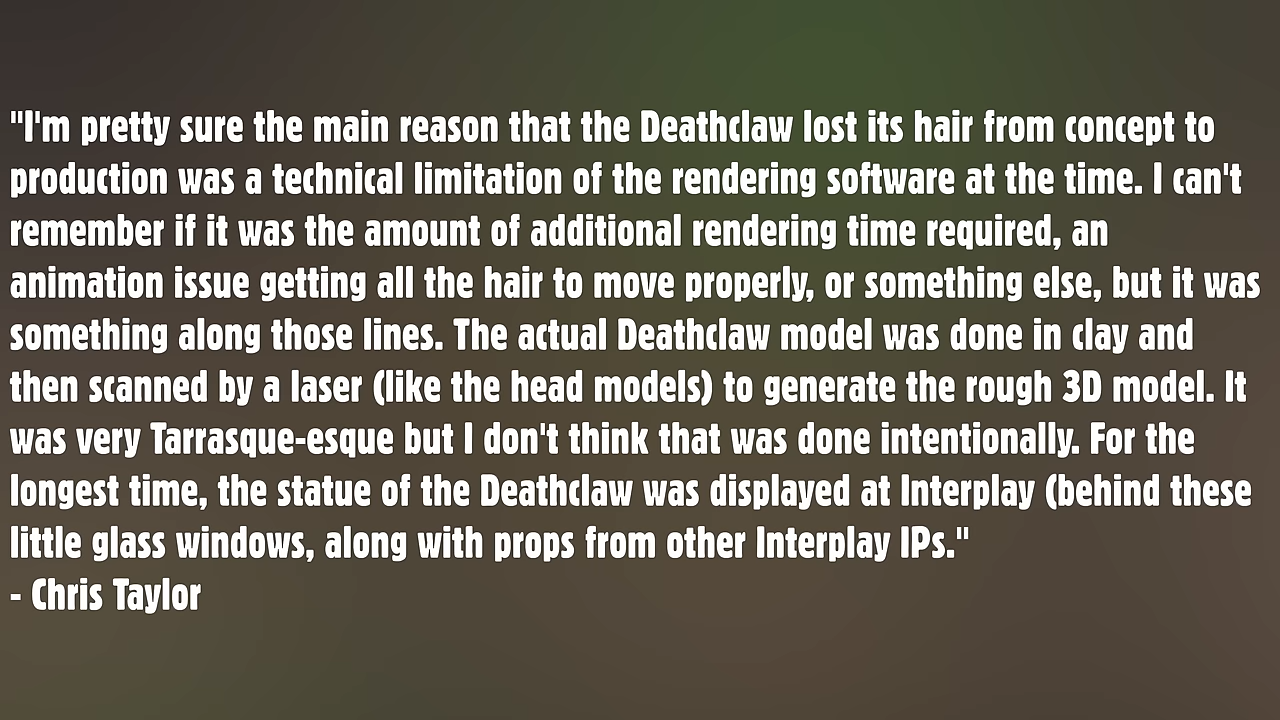 "I'm pretty sure the main reason that the Deathclaw lost its hair from concept to
production was a technical limitation of the rendering software at the time. I can't
remember if it was the amount of additional rendering time required, an
animation issue getting all the hair to move properly, or something else, but it was
something along those lines. The actual Deathclaw model was done in clay and
then scanned by a laser (like the head models) to generate the rough 3D model. It
was very Tarrasque-esque but I don't think that was done intentionally. For the
longest time, the statue of the Deathclaw was displayed at Interplay (behind these
little glass windows, along with props from other Interplay IPs."
- Chris Taylor